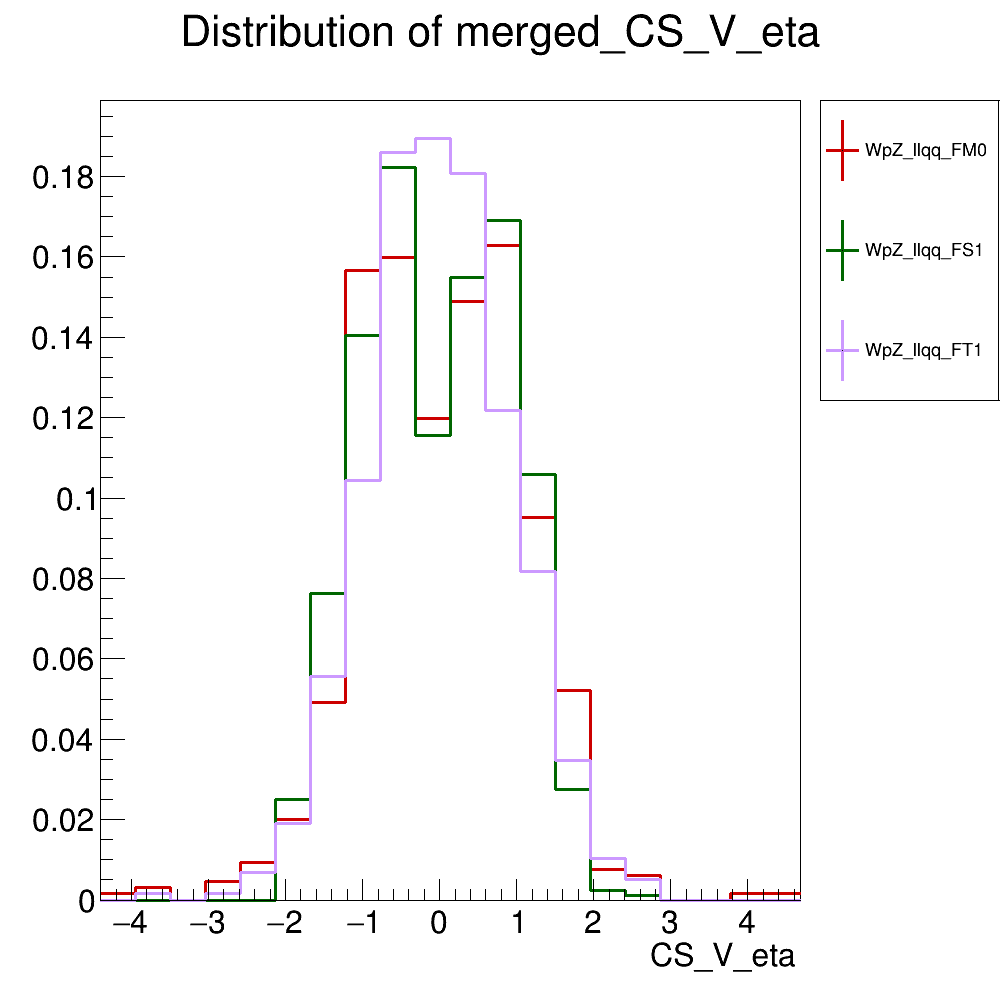 Distribution of merged_CS_V_eta
WpZ_llqq_FM0
WpZ_llqq_FS1
WpZ_llqq_FT1
0.18
0.16
0.14
0.12
0.1
0.08
0.06
0.04
0.02
0
−4 −3 −2 −1 0 1 2 3 4
CS_V_eta